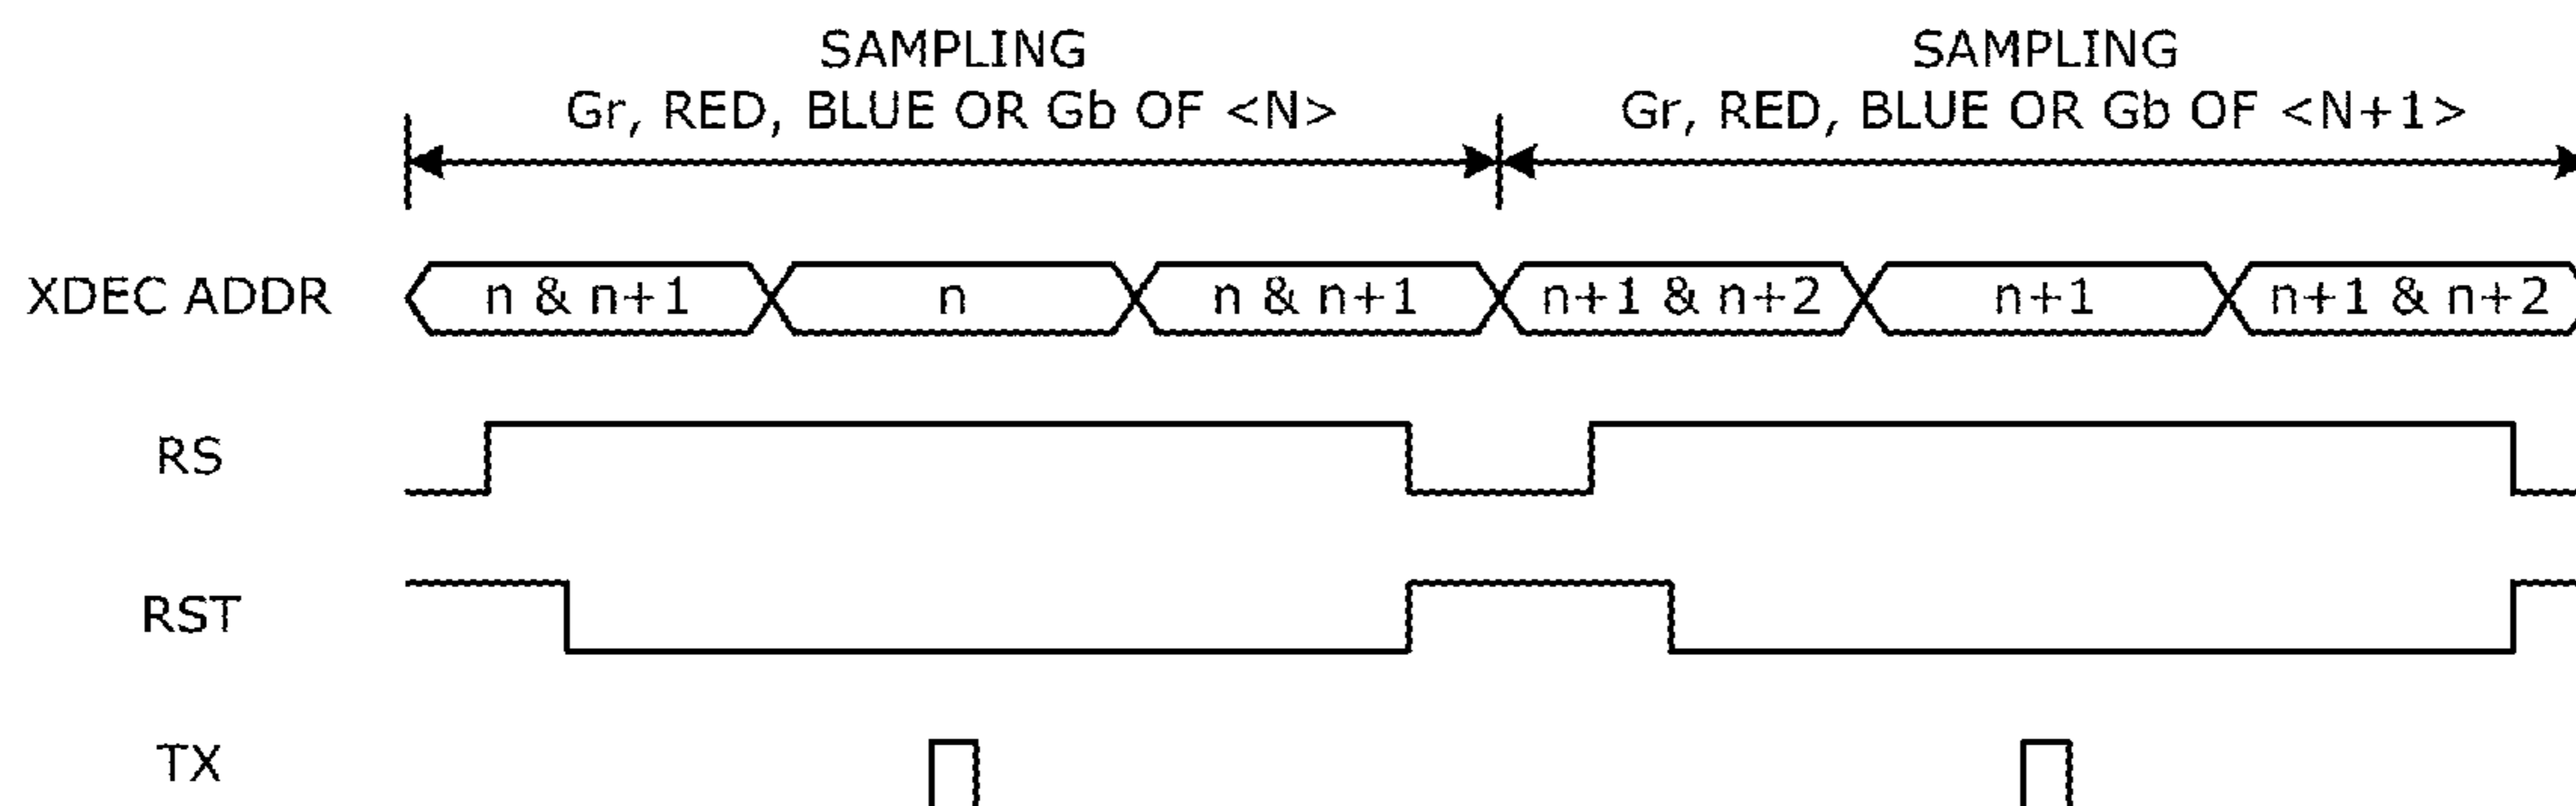 SAMPLING
Gr, RED, BLUE OR Gb OF <N>
SAMPLING
Gr, RED, BLUE OR Gb OF <N+1>
XDEC ADDR
n & n+1
n
n & n+1
n+1 & n+2
n+1
n+1 & n+2
RS
RST
TX